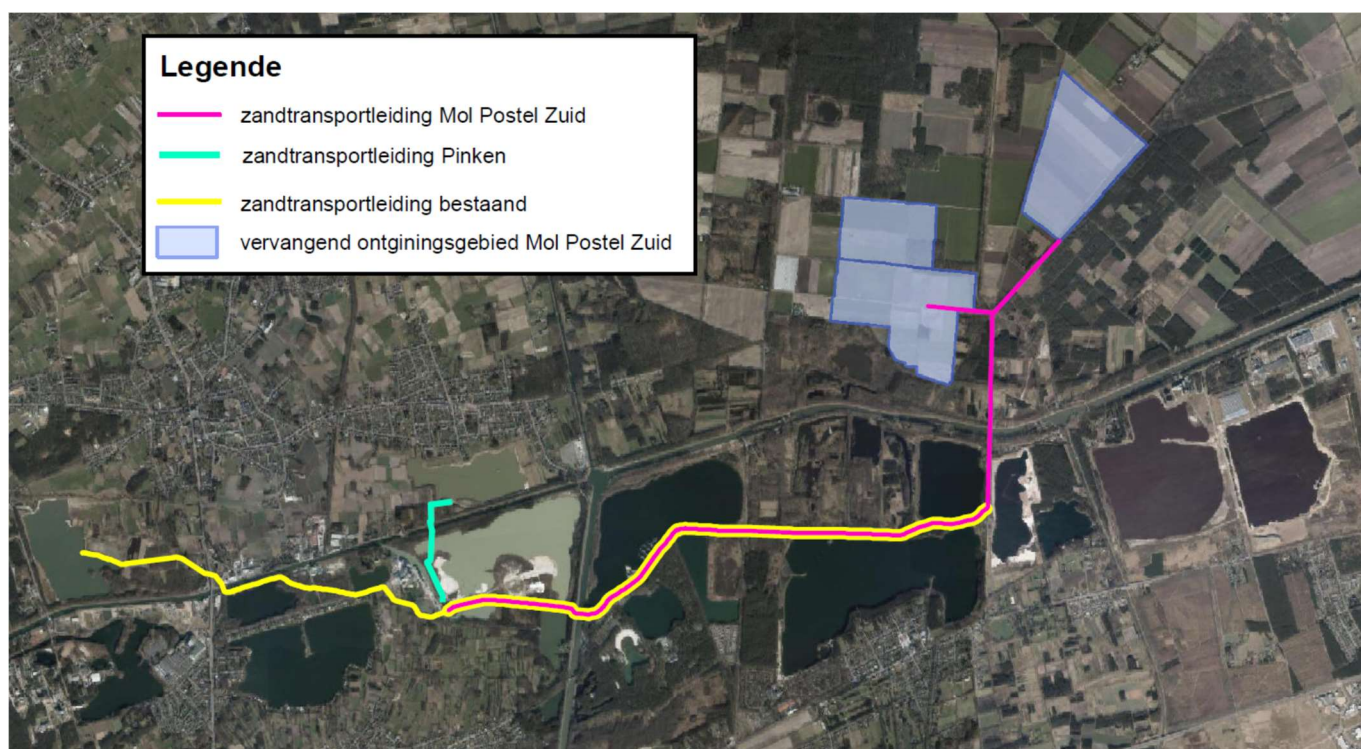 Legende
zandtransportleiding Mol Postel Zuid
zandtransportleiding Pinken
zandtransportleiding bestaand
vervangend ontginingsgebied Mol Postel Zuid